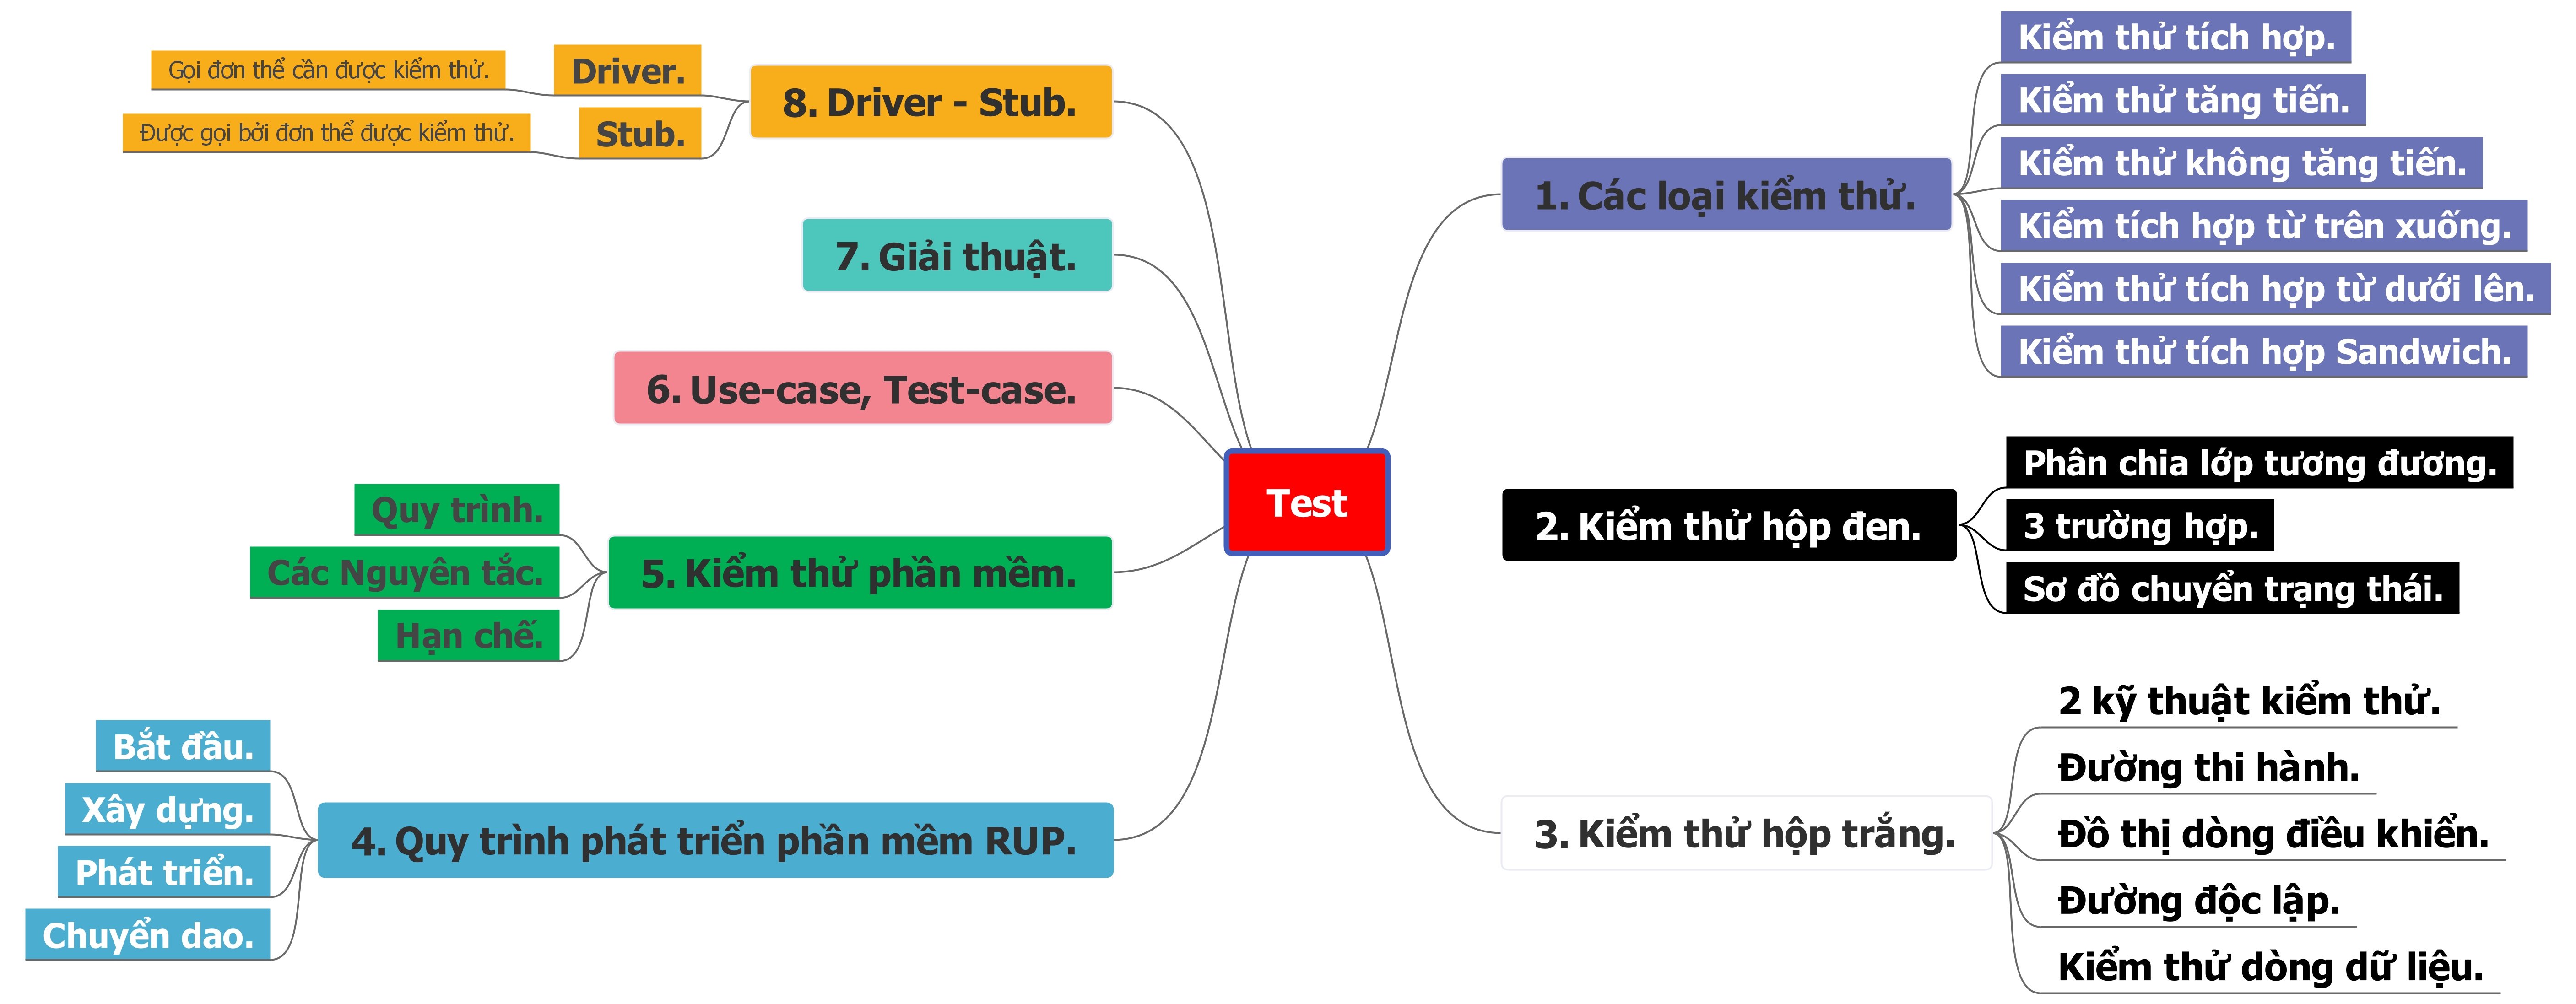 Test
1. Các loại kiểm thử.
Kiểm thử tích hợp.
Kiểm thử tăng tiến.
Kiểm thử không tăng tiến.
Kiểm tích hợp từ trên xuống.
Kiểm thử tích hợp từ dưới lên.
Kiểm thử tích hợp Sandwich.
2. Kiểm thử hộp đen.
Phân chia lớp tương đương.
3 trường hợp.
Sơ đồ chuyển trạng thái.
3. Kiểm thử hộp trắng.
2 kỹ thuật kiểm thử.
Đường thi hành.
Đồ thị dòng điều khiển.
Đường độc lập.
Kiểm thử dòng dữ liệu.
4. Quy trình phát triển phần mềm RUP.
Bắt đầu.
Xây dựng.
Phát triển.
Chuyển dao.
5. Kiểm thử phần mềm.
Quy trình.
Các Nguyên tắc.
Hạn chế.
6. Use-case, Test-case.
7. Giải thuật.
8. Driver - Stub.
Driver.
Gọi đơn thể cần được kiểm thử.
Stub.
Được gọi bởi đơn thể được kiểm thử.